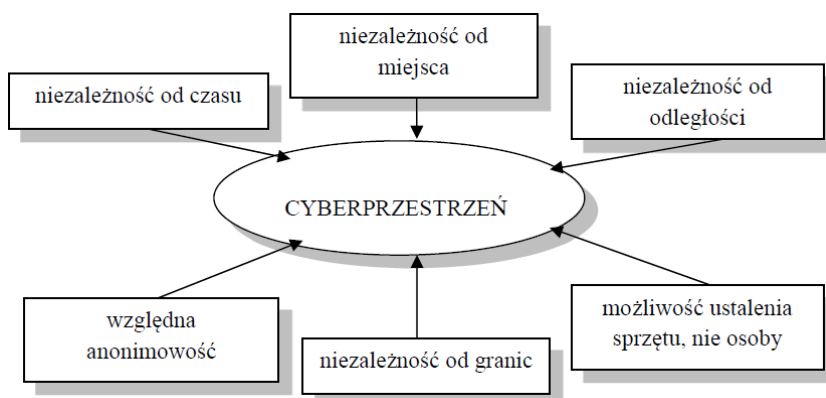 niezależność od
miejsca
niezależność od czasu
niezależność od
odległości
CYBERPRZESTRZEŃ
względna
anonimowość
niezależność od granic
możliwość ustalenia
sprzętu, nie osoby